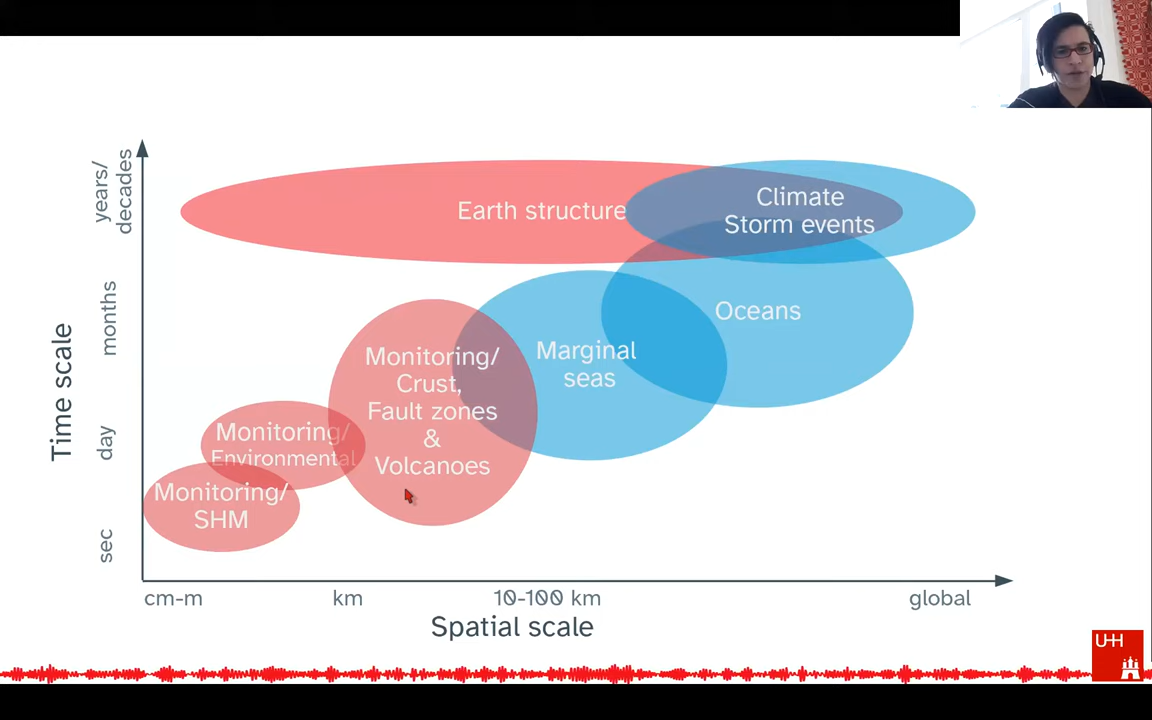 years/
decades
months
day
sec
Time scale
Earth structure
Climate
Storm events
Oceans
Marginal
seas
Monitoring/
Crust,
Fault zones
&
Volcanoes
Monitoring/
Environmental
Monitoring/
SHM
cm-m
km
10-100 km
global
Spatial scale
UHH